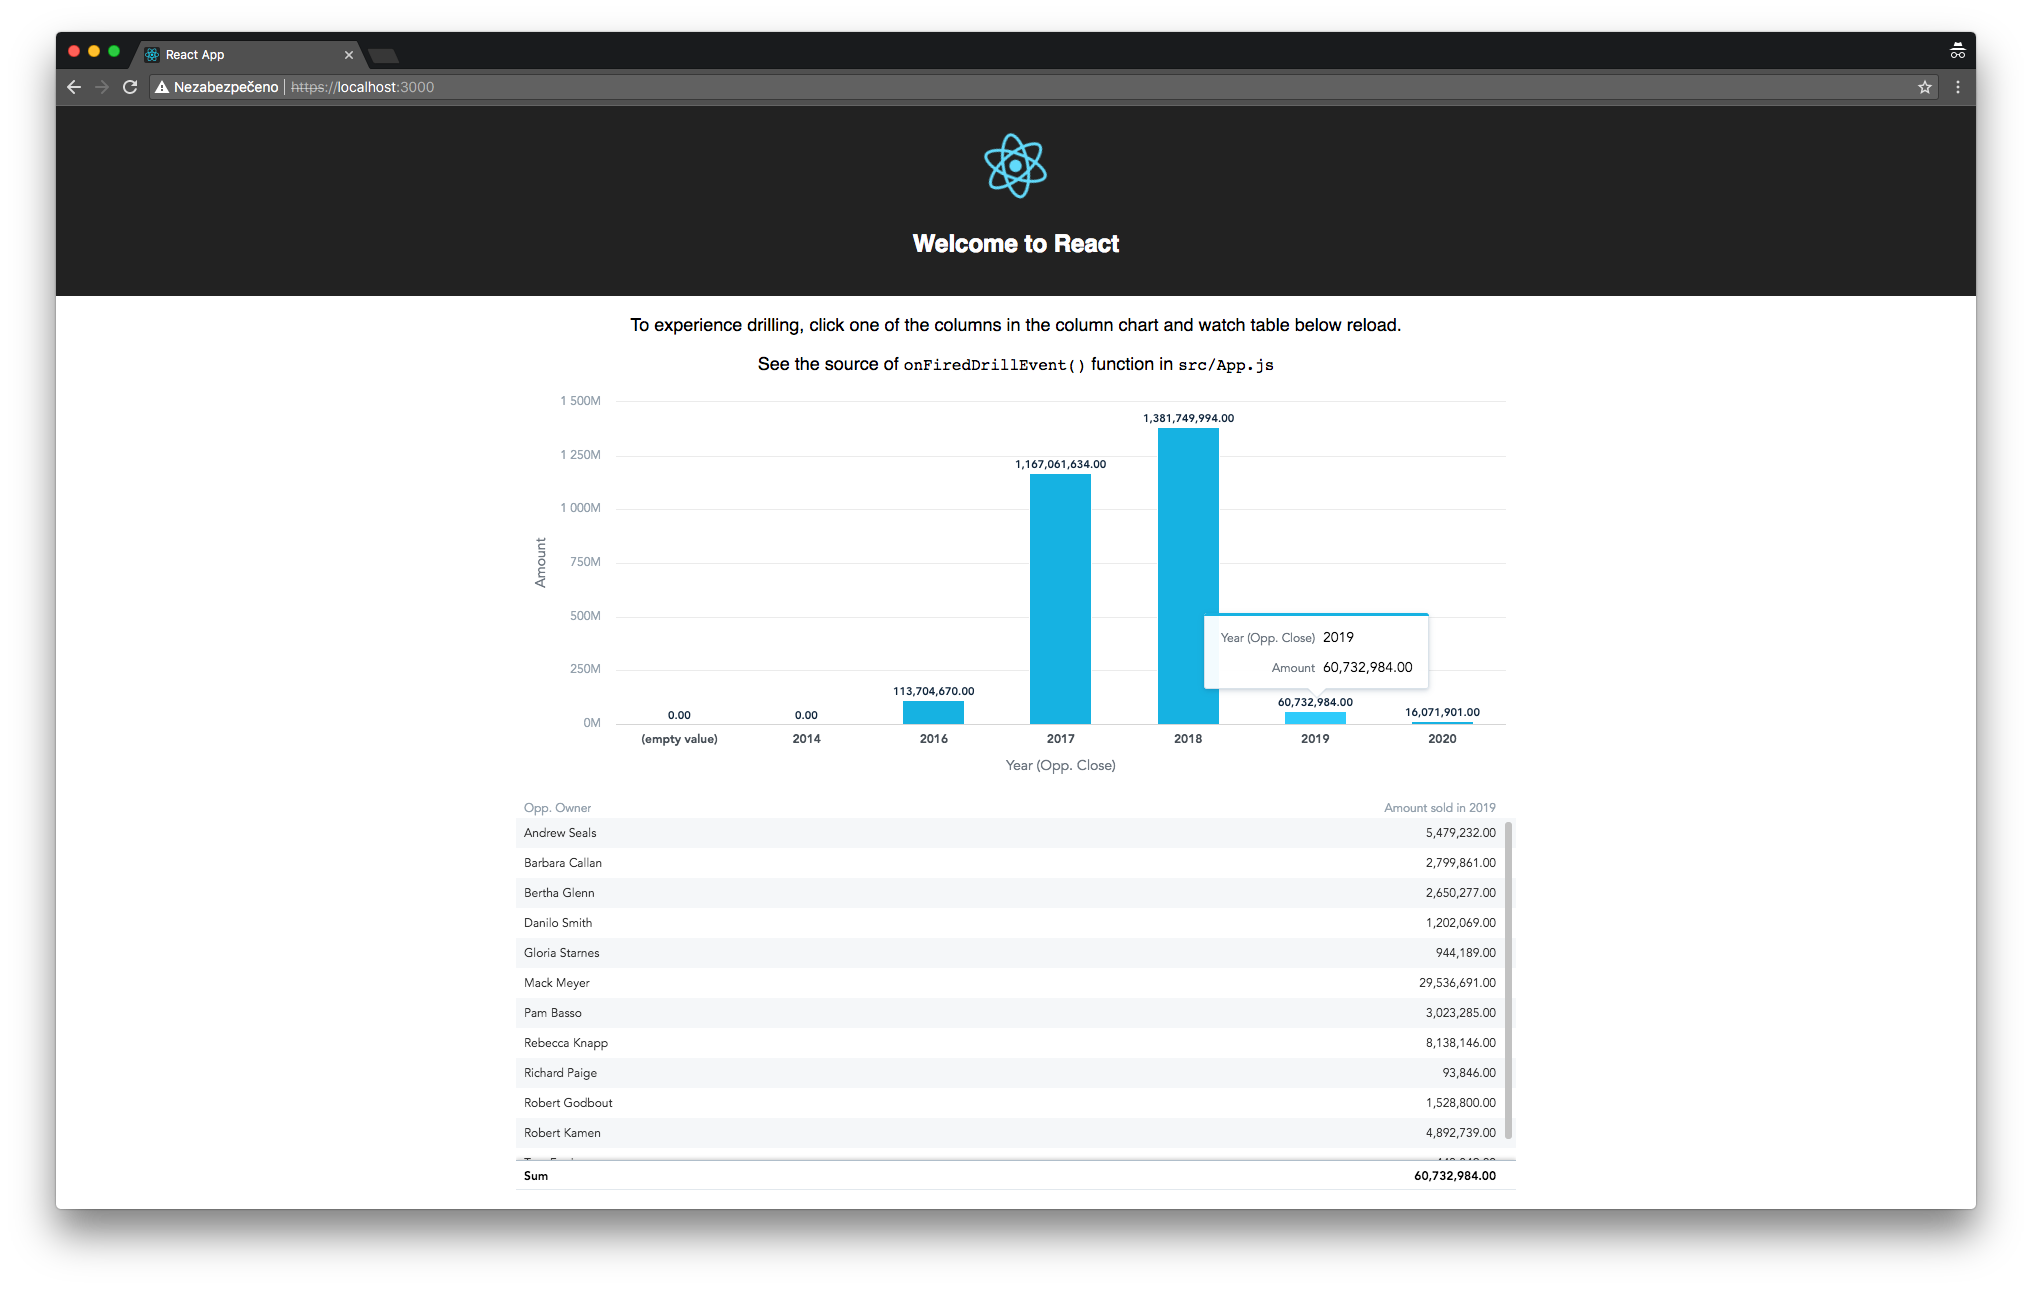 React App
Nezabezpečeno | https://localhost:3000
Welcome to React
To experience drilling, click one of the columns in the column chart and watch table below reload.
See the source of onFiredDrillEvent() function in src/App.js
1 500M
1 250M
1 000M
750M
500M
250M
0M
Amount
0.00
0.00
113,704,670.00
1,167,061,634.00
1,381,749,994.00
60,732,984.00
16,071,901.00
Year (Opp. Close) 2019
Amount 60,732,984.00
(empty value) 2014 2016 2017 2018 2019 2020
Year (Opp. Close)
Opp. Owner Amount sold in 2019
Andrew Seals 5,479,232.00
Barbara Callan 2,799,861.00
Bertha Glenn 2,650,277.00
Danilo Smith 1,202,069.00
Gloria Starnes 944,189.00
Mack Meyer 29,536,691.00
Pam Basso 3,023,285.00
Rebecca Knapp 8,138,146.00
Richard Paige 93,846.00
Robert Godbout 1,528,800.00
Robert Kamen 4,892,739.00
Sum 60,732,984.00